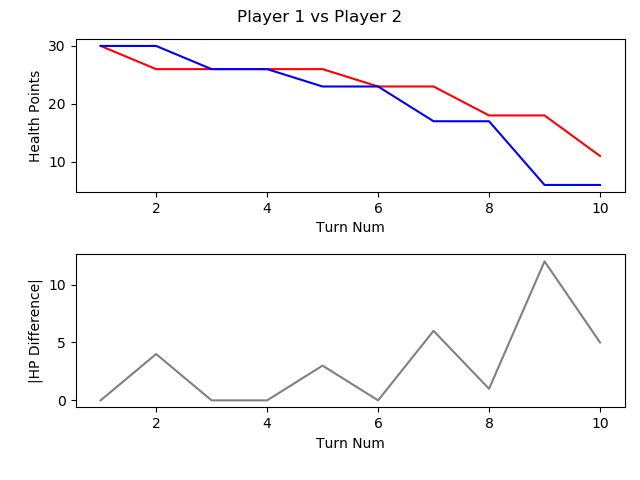 Player 1 vs Player 2
30
20
10
Health Points
2 4 6 8 10
Turn Num
10
5
0
|HP Difference|
2 4 6 8 10
Turn Num